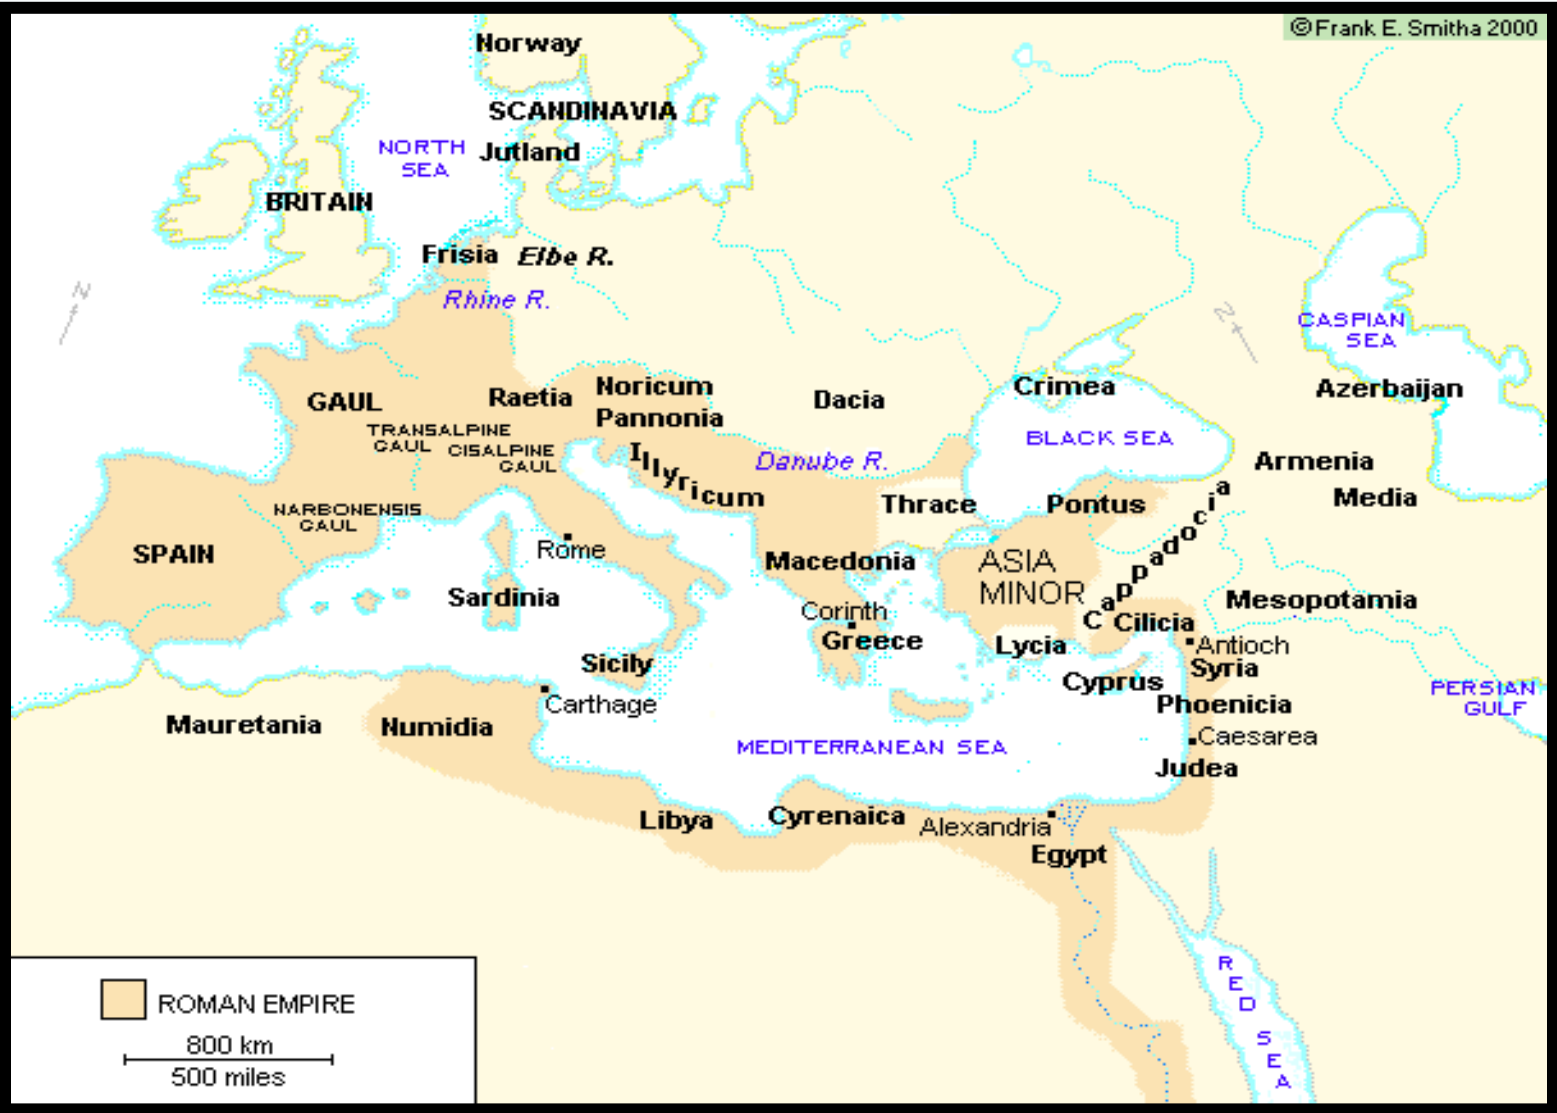 ©Frank E. Smitha 2000
Norway
SCANDINAVIA
NORTH
SEA
Jutland
BRITAIN
Frisia
Elbe R.
Rhine R.
N
N
CASPIAN
SEA
GAUL
Raetia
Noricum
Pannonia
Dacia
Crimea
Azerbaijan
TRANSALPINE
GAUL
CISALPINE
GAUL
Illyricum
Danube R.
BLACK SEA
Armenia
Media
Thrace
Pontus
Cappadocia
NARBONENSIS
GAUL
SPAIN
Rome
Macedonia
ASIA
MINOR
Sardinia
Corinth
Greece
Mesopotamia
Cilicia
Antioch
Lycia
Syria
Sicily
Cyprus
PERSIAN
GULF
Carthage
Phoenicia
Mauretania
Numidia
MEDITERRANEAN SEA
Caesarea
Judea
Libya
Cyrenaica
Alexandria
Egypt
RED SEA
ROMAN EMPIRE
800 km
500 miles